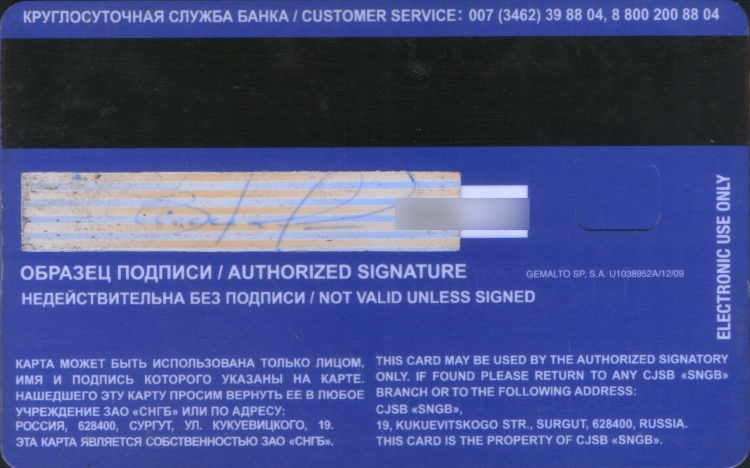 КРУГЛОСУТОЧНАЯ СЛУЖБА БАНКА / CUSTOMER SERVICE: 007 (3462) 39 88 04, 8 800 200 88 04
ОБРАЗЕЦ ПОДПИСИ / AUTHORIZED SIGNATURE
GEMALTO SP, S.A. U1038952A/12/09
НЕДЕЙСТВИТЕЛЬНА БЕЗ ПОДПИСИ / NOT VALID UNLESS SIGNED
ELECTRONIC USE ONLY
КАРТА МОЖЕТ БЫТЬ ИСПОЛЬЗОВАНА ТОЛЬКО ЛИЦОМ,
ИМЯ И ПОДПИСЬ КОТОРОГО УКАЗАНЫ НА КАРТЕ.
НАШЕДШЕГО ЭТУ КАРТУ ПРОСИМ ВЕРНУТЬ ЕЕ В ЛЮБОЕ
УЧРЕЖДЕНИЕ ЗАО «СНГБ» ИЛИ ПО АДРЕСУ:
РОССИЯ, 628400, СУРГУТ, УЛ. КУКУЕВИЦКОГО, 19.
ЭТА КАРТА ЯВЛЯЕТСЯ СОБСТВЕННОСТЬЮ ЗАО «СНГБ».
THIS CARD MAY BE USED BY THE AUTHORIZED SIGNATORY
ONLY. IF FOUND PLEASE RETURN TO ANY CJSB «SNGB»
BRANCH OR TO THE FOLLOWING ADDRESS:
CJSB «SNGB»,
19, KUKUEVITSKOGO STR., SURGUT, 628400, RUSSIA.
THIS CARD IS THE PROPERTY OF CJSB «SNGB».